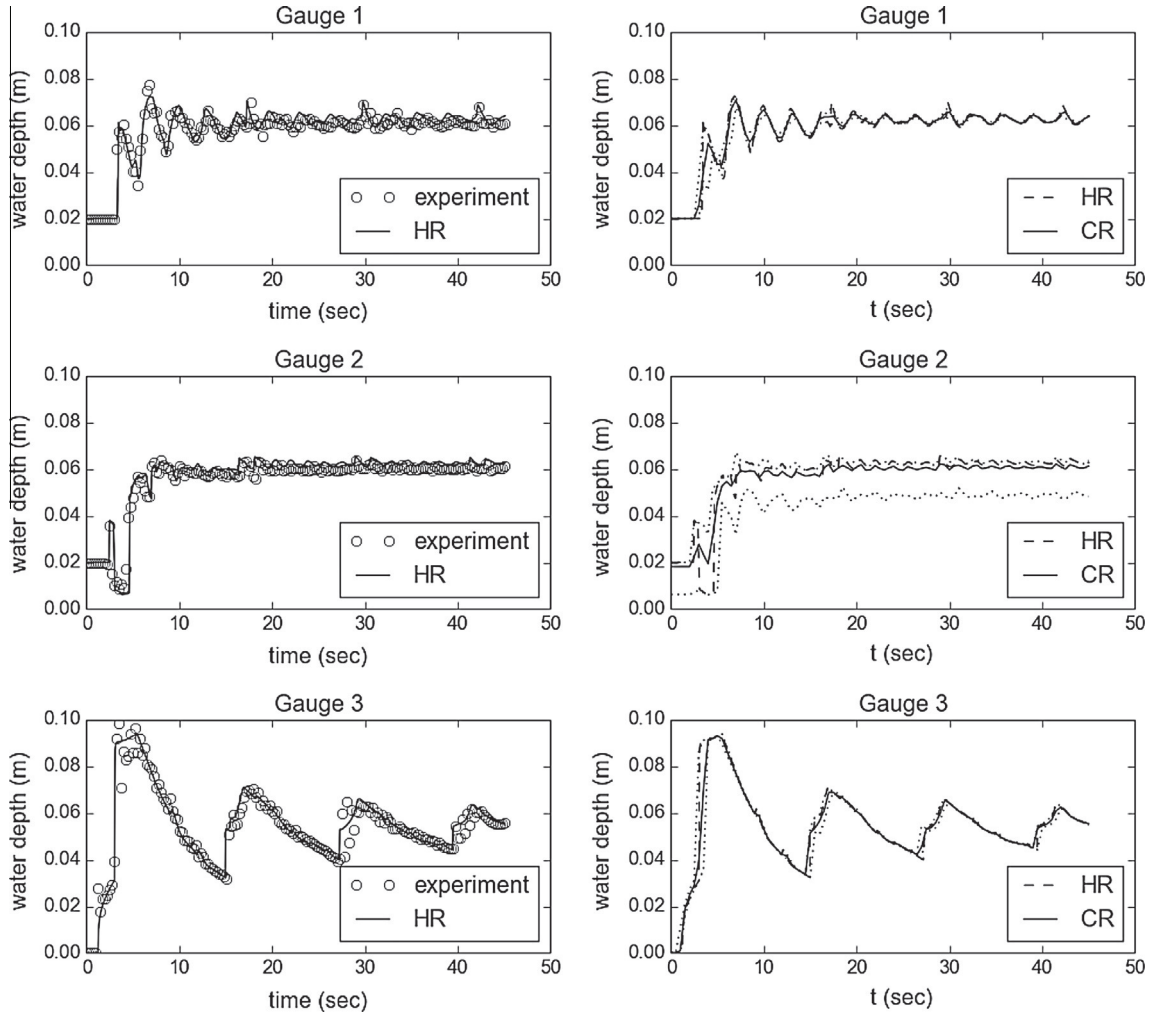 Gauge 1
water depth (m)
0.10
0.08
0.06
0.04
0.02
0.00
experiment
HR
0 10 20 30 40 50
time (sec)
Gauge 1
water depth (m)
0.10
0.08
0.06
0.04
0.02
0.00
HR
CR
0 10 20 30 40 50
t (sec)
Gauge 2
water depth (m)
0.10
0.08
0.06
0.04
0.02
0.00
experiment
HR
0 10 20 30 40 50
time (sec)
Gauge 2
water depth (m)
0.10
0.08
0.06
0.04
0.02
0.00
HR
CR
0 10 20 30 40 50
t (sec)
Gauge 3
water depth (m)
0.10
0.08
0.06
0.04
0.02
0.00
experiment
HR
0 10 20 30 40 50
time (sec)
Gauge 3
water depth (m)
0.10
0.08
0.06
0.04
0.02
0.00
HR
CR
0 10 20 30 40 50
t (sec)